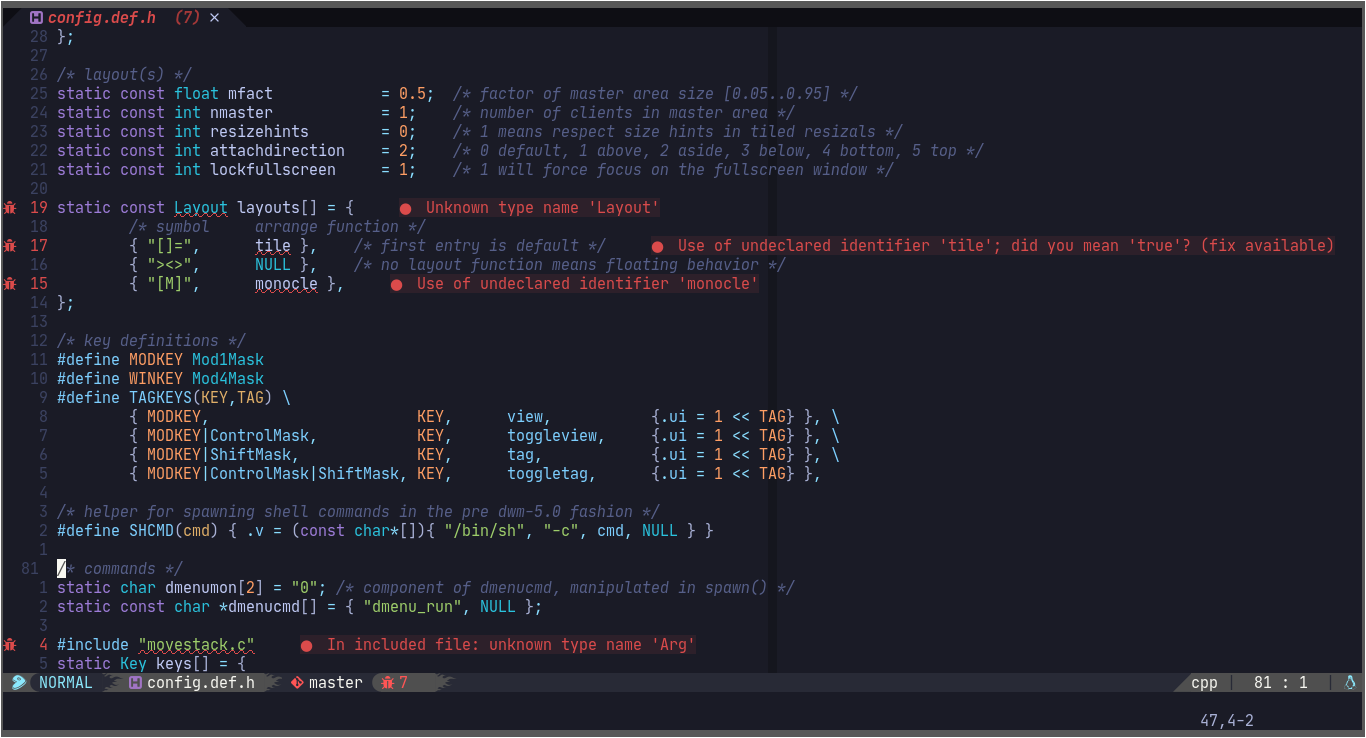 config.def.h (7) ×
28 };
27
26 /* layout(s) */
25 static const float mfact            = 0.5;  /* factor of master area size [0.05..0.95] */
24 static const int nmaster            = 1;    /* number of clients in master area */
23 static const int resizehints        = 0;    /* 1 means respect size hints in tiled resizals */
22 static const int attachdirection    = 2;    /* 0 default, 1 above, 2 aside, 3 below, 4 bottom, 5 top */
21 static const int lockfullscreen     = 1;    /* 1 will force focus on the fullscreen window */
20
19 static const Layout layouts[] = {     ● Unknown type name 'Layout'
18         /* symbol     arrange function */
17         { "[]=",      tile },    /* first entry is default */     ● Use of undeclared identifier 'tile'; did you mean 'true'? (fix available)
16         { "><>",      NULL },    /* no layout function means floating behavior */
15         { "[M]",      monocle },     ● Use of undeclared identifier 'monocle'
14 };
13
12 /* key definitions */
11 #define MODKEY Mod1Mask
10 #define WINKEY Mod4Mask
9 #define TAGKEYS(KEY,TAG) \
8         { MODKEY,                       KEY,      view,           {.ui = 1 << TAG} }, \
7         { MODKEY|ControlMask,           KEY,      toggleview,     {.ui = 1 << TAG} }, \
6         { MODKEY|ShiftMask,             KEY,      tag,            {.ui = 1 << TAG} }, \
5         { MODKEY|ControlMask|ShiftMask, KEY,      toggletag,      {.ui = 1 << TAG} },
4
3 /* helper for spawning shell commands in the pre dwm-5.0 fashion */
2 #define SHCMD(cmd) { .v = (const char*[]){ "/bin/sh", "-c", cmd, NULL } }
1
81 /* commands */
1 static char dmenumon[2] = "0"; /* component of dmenucmd, manipulated in spawn() */
2 static const char *dmenucmd[] = { "dmenu_run", NULL };
3
4 #include "movestack.c"     ● In included file: unknown type name 'Arg'
5 static Key keys[] = {
NORMAL config.def.h master 7 cpp 81 : 1
47,4-2